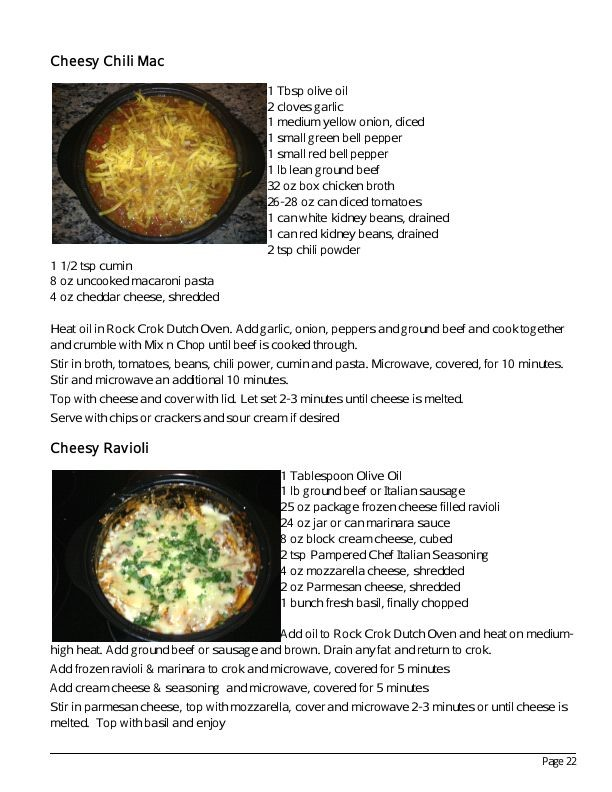 Cheesy Chili Mac
1 Tbsp olive oil
2 cloves garlic
1 medium yellow onion, diced
1 small green bell pepper
1 small red bell pepper
1 lb lean ground beef
32 oz box chicken broth
26-28 oz can diced tomatoes
1 can white kidney beans, drained
1 can red kidney beans, drained
2 tsp chili powder
1 1/2 tsp cumin
8 oz uncooked macaroni pasta
4 oz cheddar cheese, shredded
Heat oil in Rock Crok Dutch Oven. Add garlic, onion, peppers and ground beef and cook together
and crumble with Mix n Chop until beef is cooked through.
Stir in broth, tomatoes, beans, chili power, cumin and pasta. Microwave, covered, for 10 minutes.
Stir and microwave an additional 10 minutes.
Top with cheese and cover with lid. Let set 2-3 minutes until cheese is melted.
Serve with chips or crackers and sour cream if desired
Cheesy Ravioli
1 Tablespoon Olive Oil
1 lb ground beef or Italian sausage
25 oz package frozen cheese filled ravioli
24 oz jar or can marinara sauce
8 oz block cream cheese, cubed
2 tsp Pampered Chef Italian Seasoning
4 oz mozzarella cheese, shredded
2 oz Parmesan cheese, shredded
1 bunch fresh basil, finally chopped
Add oil to Rock Crok Dutch Oven and heat on medium-
high heat. Add ground beef or sausage and brown. Drain any fat and return to crok.
Add frozen ravioli & marinara to crok and microwave, covered for 5 minutes
Add cream cheese & seasoning and microwave, covered for 5 minutes
Stir in parmesan cheese, top with mozzarella, cover and microwave 2-3 minutes or until cheese is
melted. Top with basil and enjoy
Page 22